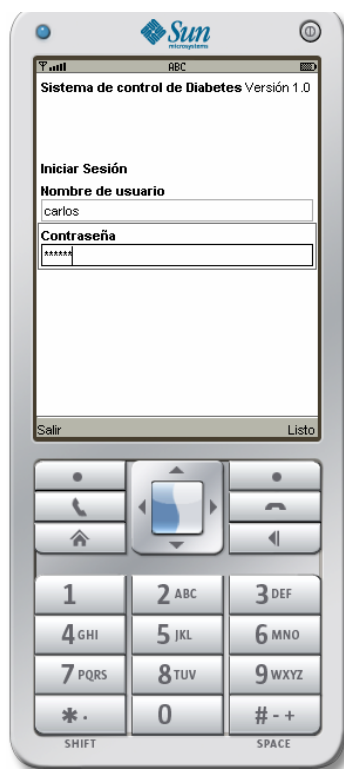 Sun
microsystems
ABC
Sistema de control de Diabetes Versión 1.0
Iniciar Sesión
Nombre de usuario
carlos
Contraseña
******
Salir Listo
1 2 ABC 3 DEF
4 GHI 5 JKL 6 MNO
7 PQRS 8 TUV 9 WXYZ
* . 0 # - +
SHIFT SPACE